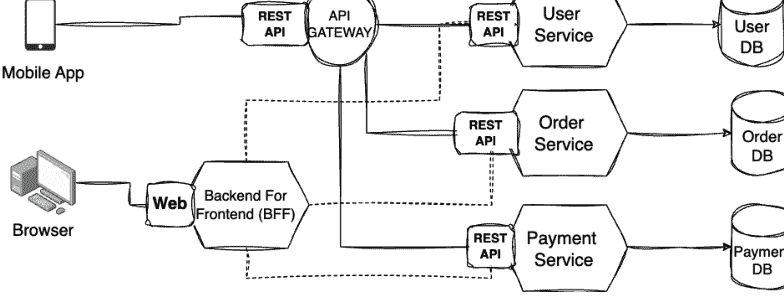 Mobile App
REST
API
API
GATEWAY
REST
API
User
Service
User
DB
REST
API
Order
Service
Order
DB
Browser
Web
Backend For
Frontend (BFF)
REST
API
Payment
Service
Paymen
DB